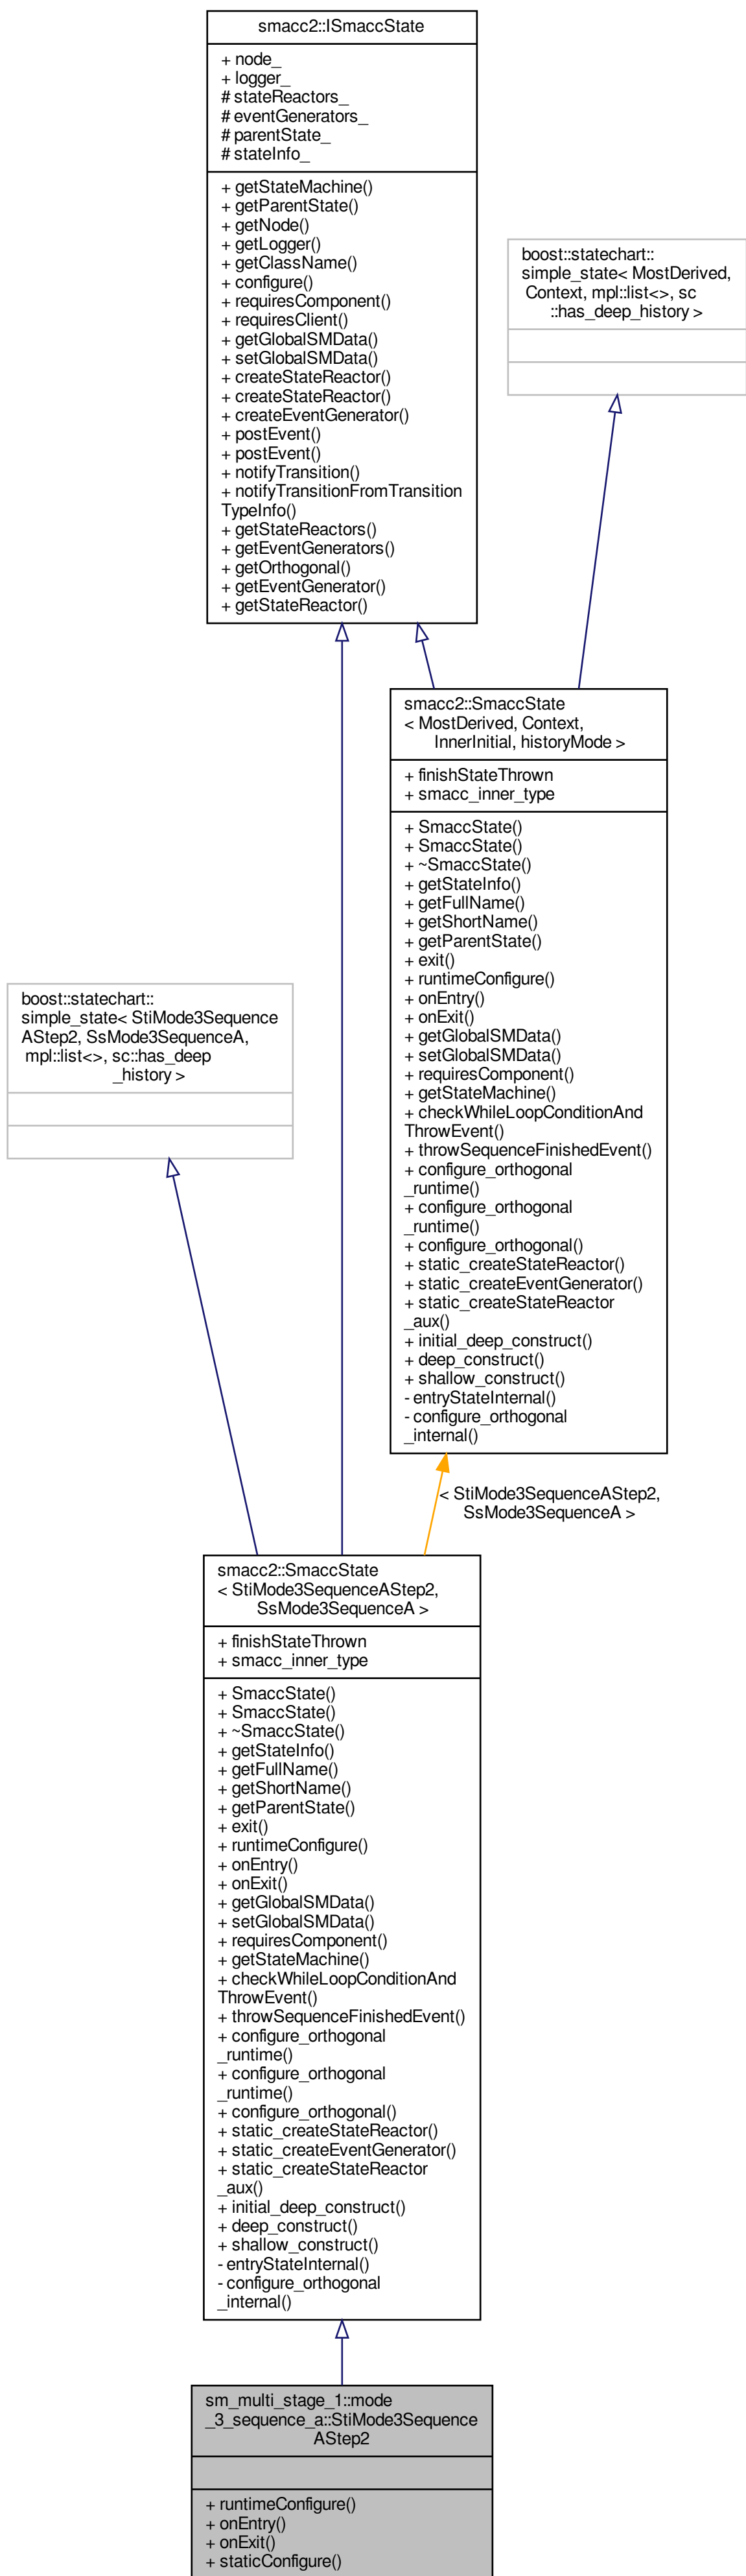 smacc2::ISmaccState
+ node_
+ logger_
# stateReactors_
# eventGenerators_
# parentState_
# stateInfo_
+ getStateMachine()
+ getParentState()
+ getNode()
+ getLogger()
+ getClassName()
+ configure()
+ requiresComponent()
+ requiresClient()
+ getGlobalSMData()
+ setGlobalSMData()
+ createStateReactor()
+ createStateReactor()
+ createEventGenerator()
+ postEvent()
+ postEvent()
+ notifyTransition()
+ notifyTransitionFromTransition
TypeInfo()
+ getStateReactors()
+ getEventGenerators()
+ getOrthogonal()
+ getEventGenerator()
+ getStateReactor()
boost::statechart::
simple_state< MostDerived,
Context, mpl::list<>, sc
::has_deep_history >
smacc2::SmaccState
< MostDerived, Context,
InnerInitial, historyMode >
+ finishStateThrown
+ smacc_inner_type
+ SmaccState()
+ SmaccState()
+ ~SmaccState()
+ getStateInfo()
+ getFullName()
+ getShortName()
+ getParentState()
+ exit()
+ runtimeConfigure()
+ onEntry()
+ onExit()
+ getGlobalSMData()
+ setGlobalSMData()
+ requiresComponent()
+ getStateMachine()
+ checkWhileLoopConditionAnd
ThrowEvent()
+ throwSequenceFinishedEvent()
+ configure_orthogonal
_runtime()
+ configure_orthogonal
_runtime()
+ configure_orthogonal()
+ static_createStateReactor()
+ static_createEventGenerator()
+ static_createStateReactor
_aux()
+ initial_deep_construct()
+ deep_construct()
+ shallow_construct()
- entryStateInternal()
- configure_orthogonal
_internal()
boost::statechart::
simple_state< StiMode3Sequence
AStep2, SsMode3SequenceA,
mpl::list<>, sc::has_deep
_history >
< StiMode3SequenceAStep2,
SsMode3SequenceA >
smacc2::SmaccState
< StiMode3SequenceAStep2,
SsMode3SequenceA >
+ finishStateThrown
+ smacc_inner_type
+ SmaccState()
+ SmaccState()
+ ~SmaccState()
+ getStateInfo()
+ getFullName()
+ getShortName()
+ getParentState()
+ exit()
+ runtimeConfigure()
+ onEntry()
+ onExit()
+ getGlobalSMData()
+ setGlobalSMData()
+ requiresComponent()
+ getStateMachine()
+ checkWhileLoopConditionAnd
ThrowEvent()
+ throwSequenceFinishedEvent()
+ configure_orthogonal
_runtime()
+ configure_orthogonal
_runtime()
+ configure_orthogonal()
+ static_createStateReactor()
+ static_createEventGenerator()
+ static_createStateReactor
_aux()
+ initial_deep_construct()
+ deep_construct()
+ shallow_construct()
- entryStateInternal()
- configure_orthogonal
_internal()
sm_multi_stage_1::mode
_3_sequence_a::StiMode3Sequence
AStep2
+ runtimeConfigure()
+ onEntry()
+ onExit()
+ staticConfigure()